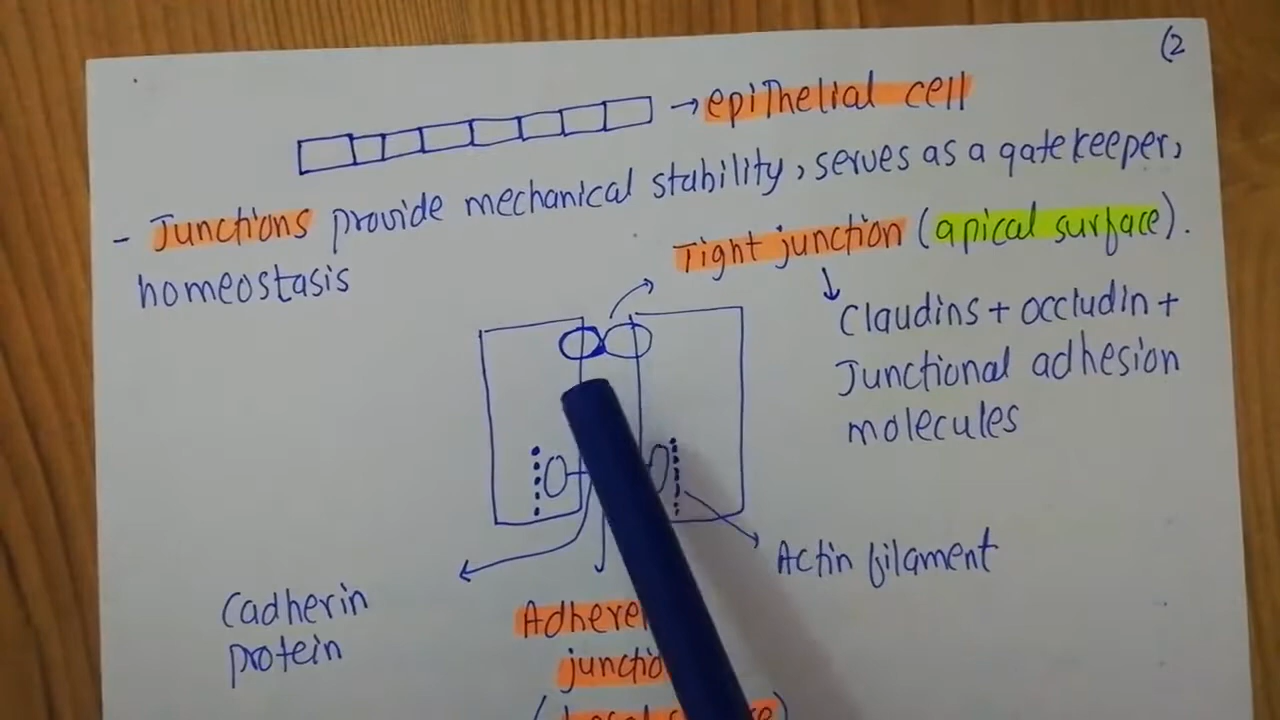 (2
→ epithelial cell
- Junctions provide mechanical stability, serves as a gatekeeper,
homeostasis
Tight junction (apical surface).
Claudins + occludin +
Junctional adhesion
molecules
Actin filament
Cadherin
protein